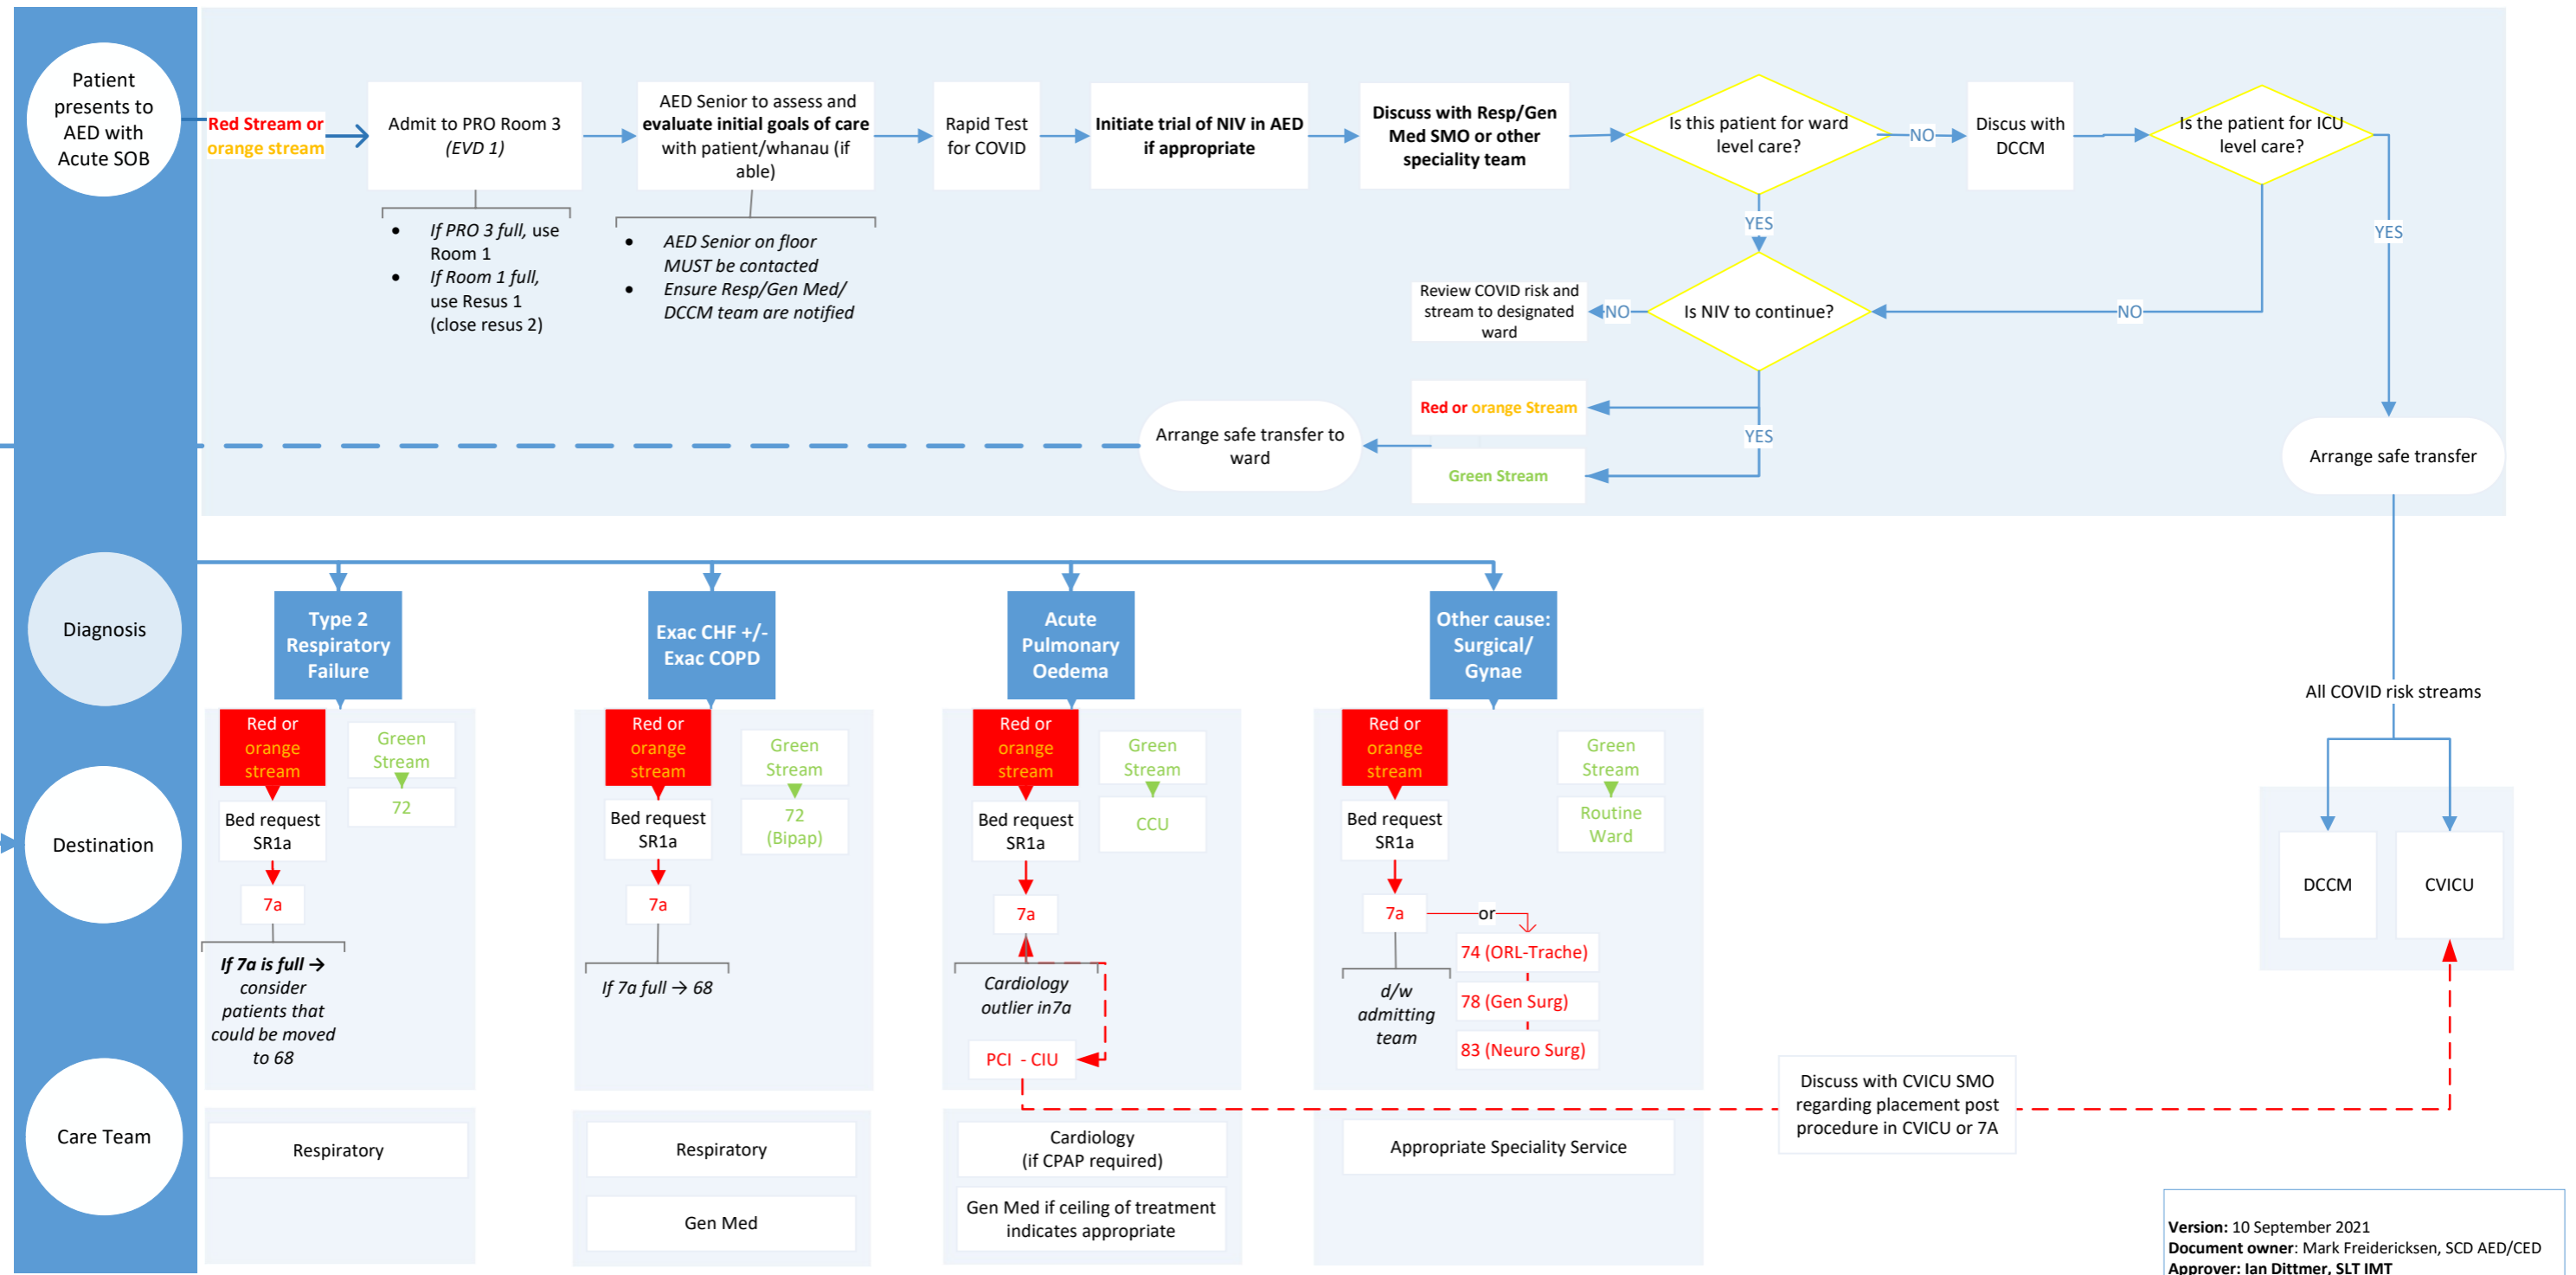 Patient
presents to
AED with
Acute SOB
Red Stream or
orange stream
Admit to PRO Room 3
(EVD 1)
• If PRO 3 full, use
Room 1
• If Room 1 full,
use Resus 1
(close resus 2)
AED Senior to assess and
evaluate initial goals of care
with patient/whanau (if
able)
• AED Senior on floor
MUST be contacted
• Ensure Resp/Gen Med/
DCCM team are notified
Rapid Test
for COVID
Initiate trial of NIV in AED
if appropriate
Discuss with Resp/Gen
Med SMO or other
speciality team
Is this patient for ward
level care?
NO
Discus with
DCCM
Is the patient for ICU
level care?
YES
YES
Review COVID risk and
stream to designated
ward
NO
Is NIV to continue?
NO
Red or orange Stream
YES
Green Stream
Arrange safe transfer to
ward
Arrange safe transfer
Diagnosis
Type 2
Respiratory
Failure
Exac CHF +/-
Exac COPD
Acute
Pulmonary
Oedema
Other cause:
Surgical/
Gynae
All COVID risk streams
Destination
Red or
orange
stream
Green
Stream
72
Bed request
SR1a
7a
If 7a is full →
consider
patients that
could be moved
to 68
Red or
orange
stream
Green
Stream
72
(Bipap)
Bed request
SR1a
7a
If 7a full → 68
Red or
orange
stream
Green
Stream
CCU
Bed request
SR1a
7a
Cardiology
outlier in7a
PCI - CIU
Red or
orange
stream
Green
Stream
Routine
Ward
Bed request
SR1a
7a
or
74 (ORL-Trache)
78 (Gen Surg)
83 (Neuro Surg)
d/w
admitting
team
DCCM
CVICU
Discuss with CVICU SMO
regarding placement post
procedure in CVICU or 7A
Care Team
Respiratory
Respiratory
Gen Med
Cardiology
(if CPAP required)
Gen Med if ceiling of treatment
indicates appropriate
Appropriate Speciality Service
Version: 10 September 2021
Document owner: Mark Freidericksen, SCD AED/CED
Approver: Ian Dittmer, SLT IMT